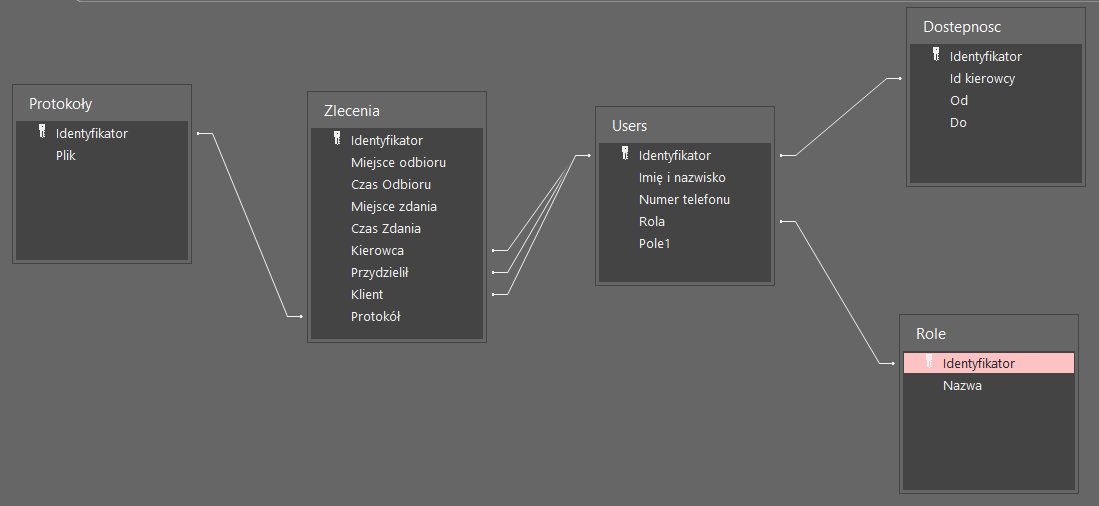 Protokoły
Identyfikator
Plik
Zlecenia
Identyfikator
Miejsce odbioru
Czas Odbioru
Miejsce zdania
Czas Zdania
Kierowca
Przydzielił
Klient
Protokół
Users
Identyfikator
Imię i nazwisko
Numer telefonu
Rola
Pole1
Dostepnosc
Identyfikator
Id kierowcy
Od
Do
Role
Identyfikator
Nazwa